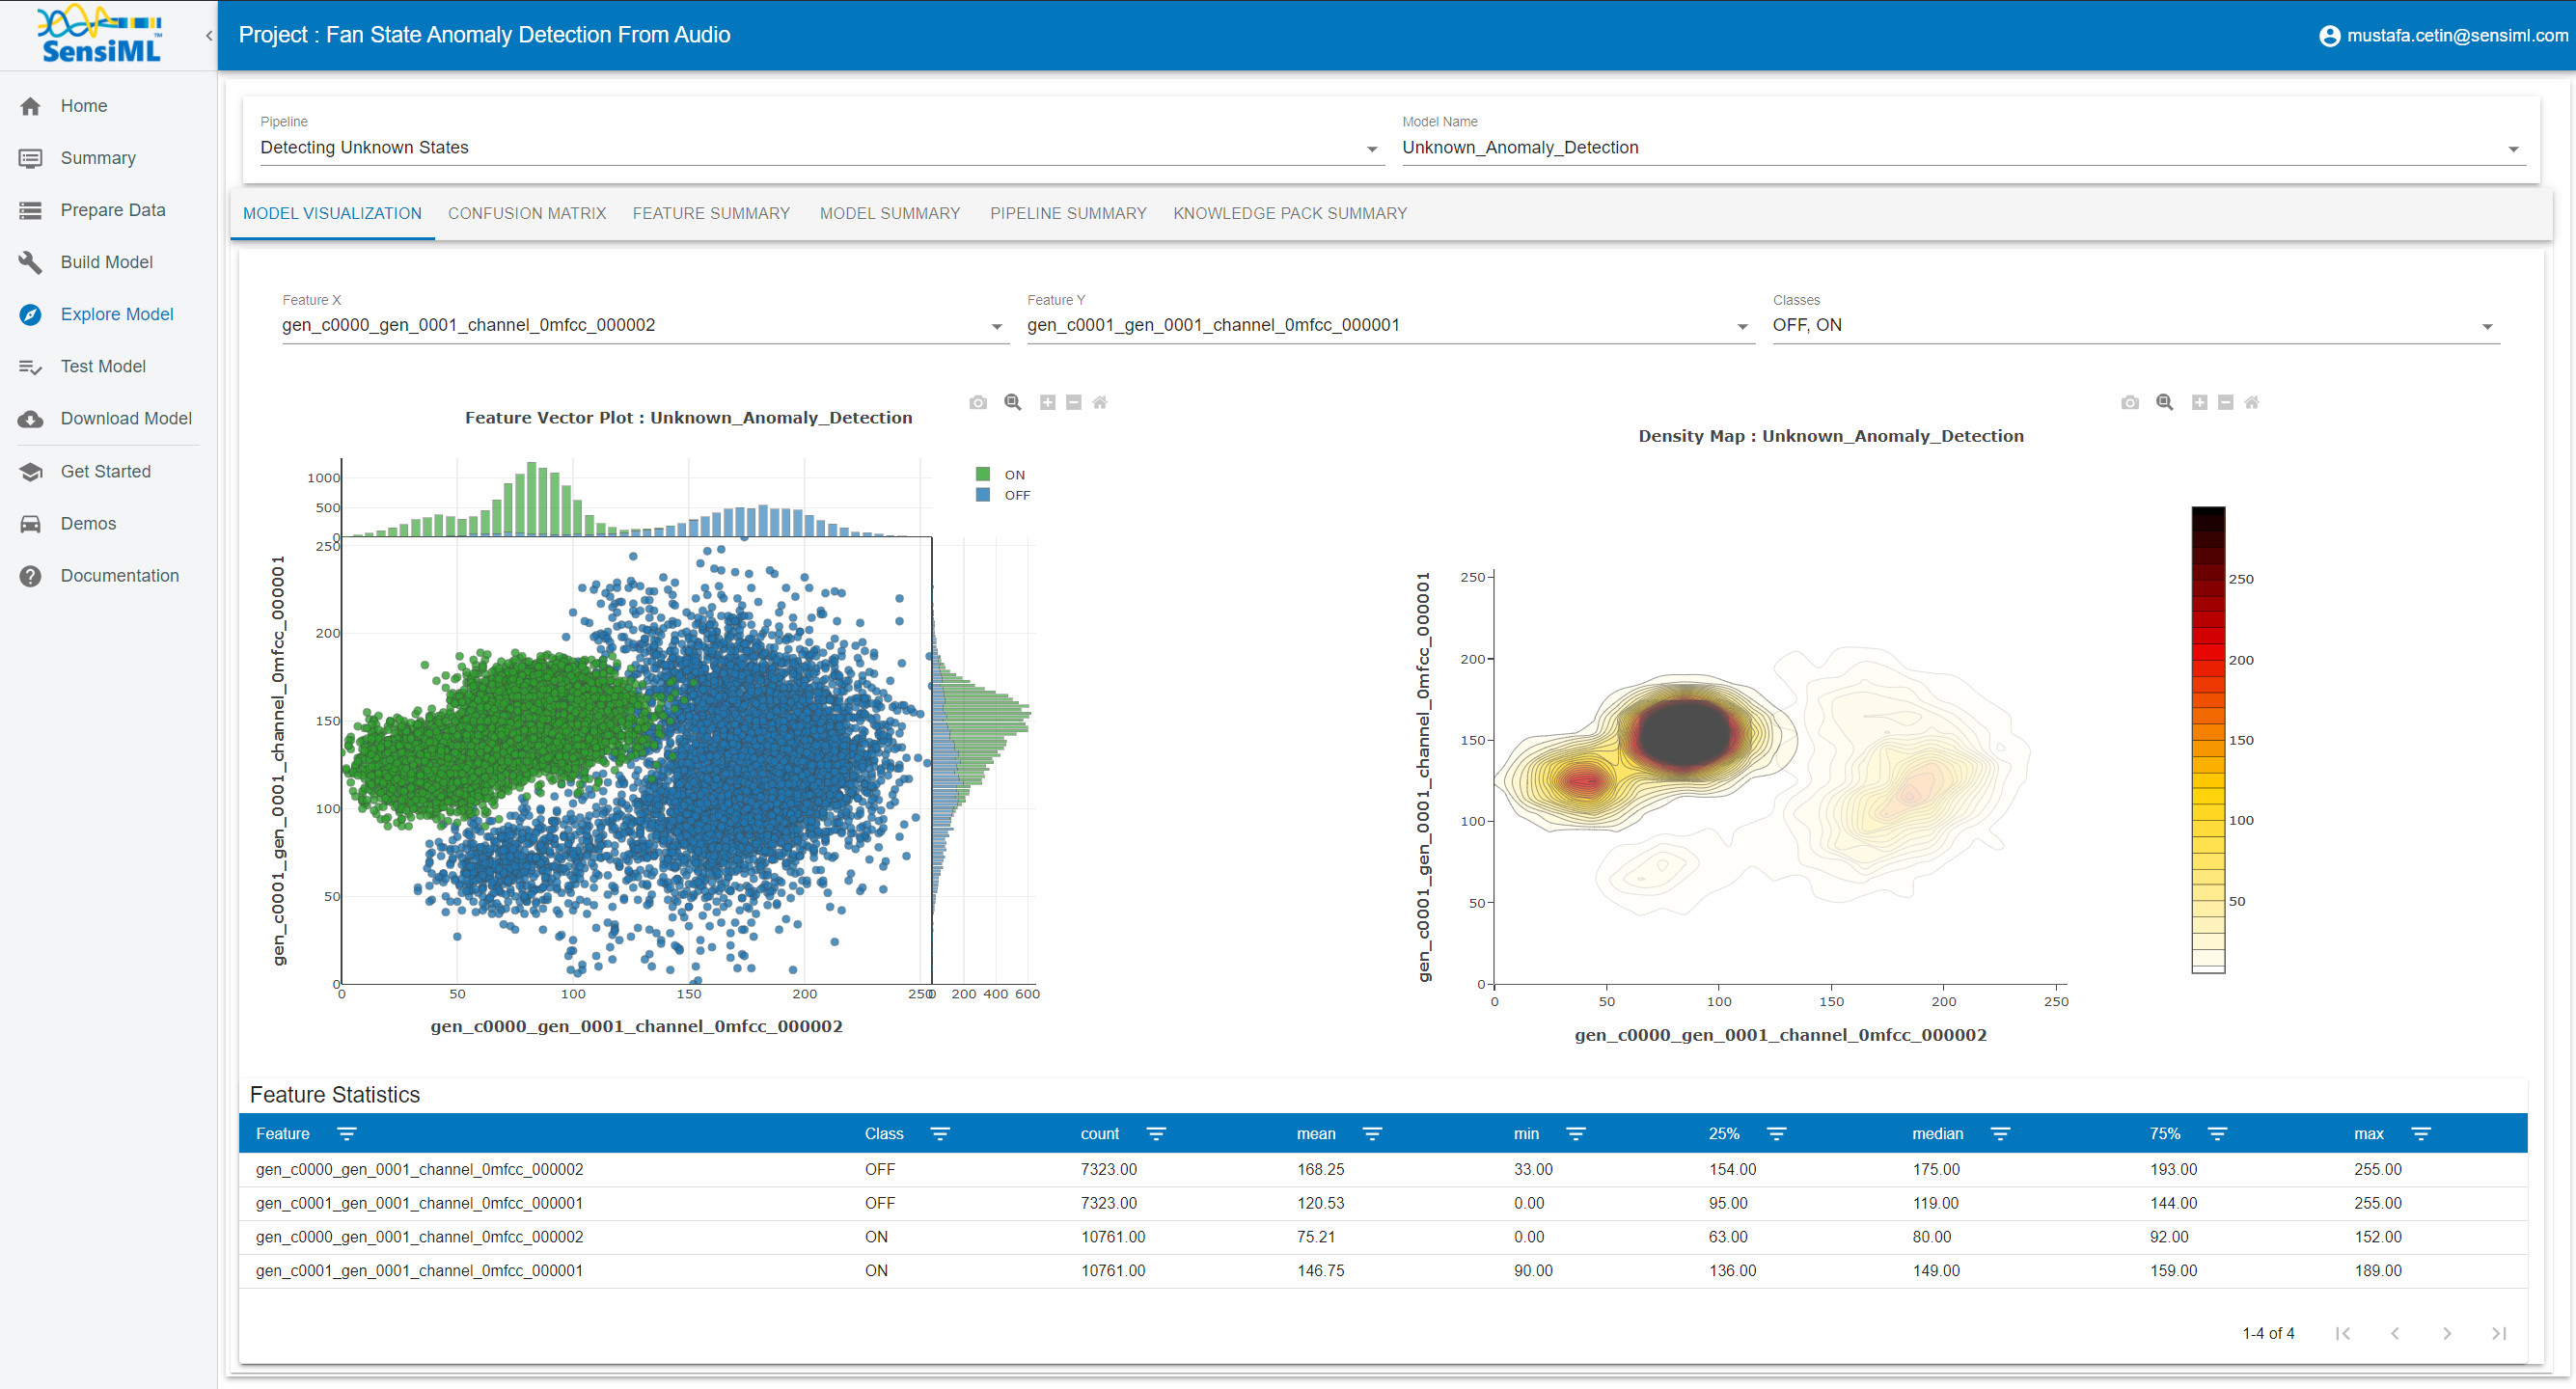 SensiML™
Project : Fan State Anomaly Detection From Audio
mustafa.cetin@sensiml.com
Home
Summary
Prepare Data
Build Model
Explore Model
Test Model
Download Model
Get Started
Demos
Documentation
Pipeline
Detecting Unknown States
Model Name
Unknown_Anomaly_Detection
MODEL VISUALIZATION CONFUSION MATRIX FEATURE SUMMARY MODEL SUMMARY PIPELINE SUMMARY KNOWLEDGE PACK SUMMARY
Feature X
gen_c0000_gen_0001_channel_0mfcc_000002
Feature Y
gen_c0001_gen_0001_channel_0mfcc_000001
Classes
OFF, ON
Feature Vector Plot : Unknown_Anomaly_Detection
1000
500
0
ON
OFF
250
200
150
100
50
0
gen_c0001_gen_0001_channel_0mfcc_000001
0 50 100 150 200 250
0 200 400 600
gen_c0000_gen_0001_channel_0mfcc_000002
Density Map : Unknown_Anomaly_Detection
250
200
150
100
50
0
gen_c0001_gen_0001_channel_0mfcc_000001
0 50 100 150 200 250
gen_c0000_gen_0001_channel_0mfcc_000002
250
200
150
100
50
Feature Statistics
Feature Class count mean min 25% median 75% max
gen_c0000_gen_0001_channel_0mfcc_000002 OFF 7323.00 168.25 33.00 154.00 175.00 193.00 255.00
gen_c0001_gen_0001_channel_0mfcc_000001 OFF 7323.00 120.53 0.00 95.00 119.00 144.00 255.00
gen_c0000_gen_0001_channel_0mfcc_000002 ON 10761.00 75.21 0.00 63.00 80.00 92.00 152.00
gen_c0001_gen_0001_channel_0mfcc_000001 ON 10761.00 146.75 90.00 136.00 149.00 159.00 189.00
1-4 of 4